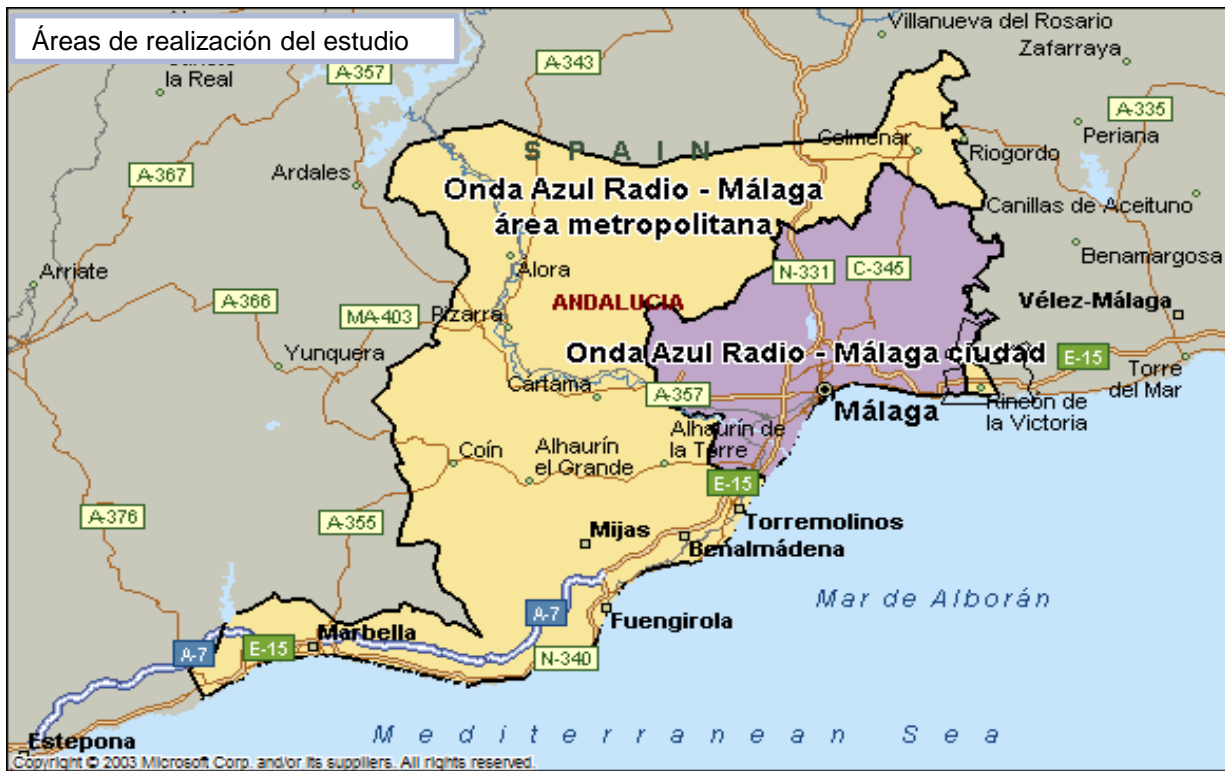 Áreas de realización del estudio
Villanueva del Rosario
Zafarraya
la Real
A-357
A-343
A-335
Periana
S P A I N
Colmenar
Riogordo
A-367
Ardales
Onda Azul Radio - Málaga
área metropolitana
Canillas de Aceituno
Benamargosa
Arriate
Álora
N-331
C-345
A-366
ANDALUCIA
Vélez-Málaga
MA-403
Pizarra
Yunquera
Onda Azul Radio - Málaga ciudad
E-15
Torre
del Mar
Cártama
A-357
Málaga
Rincón de
la Victoria
Alhaurín de
la Torre
Coín
Alhaurín
el Grande
E-15
A-376
A-355
Torremolinos
Mijas
Benalmádena
Mar de Alborán
A-7
Fuengirola
Marbella
A-7
E-15
N-340
Mediterranean Sea
Estepona
Copyright © 2003 Microsoft Corp. and/or its suppliers. All rights reserved.